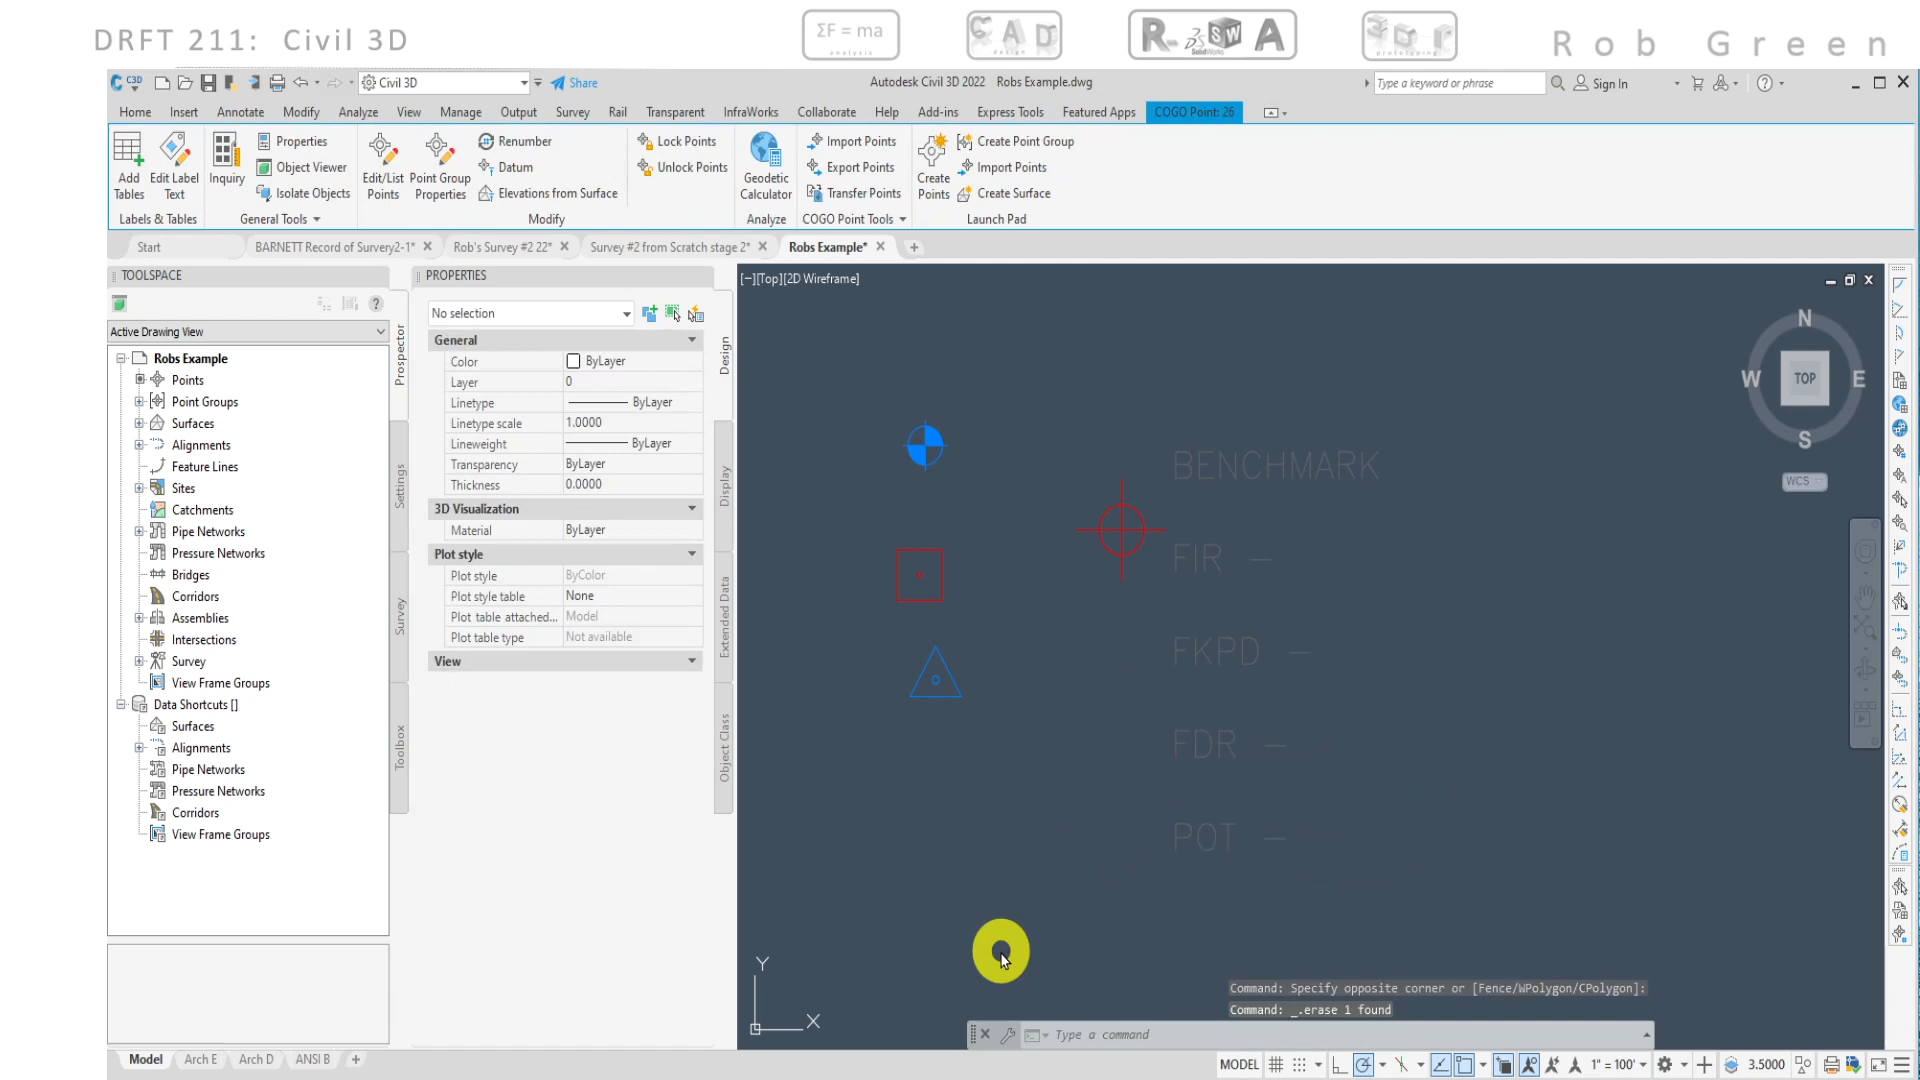 DRFT 211: Civil 3D
ΣF = ma
analysis
CAD
design
R- 3DS SW A
SolidWorks
prototyping
Rob Green
C3D
Civil 3D
Share
Autodesk Civil 3D 2022 Robs Example.dwg
Type a keyword or phrase
Sign In
Home Insert Annotate Modify Analyze View Manage Output Survey Rail Transparent InfraWorks Collaborate Help Add-ins Express Tools Featured Apps COGO Point: 26
Add Tables
Edit Label Text
Inquiry
Properties
Object Viewer
Isolate Objects
Edit/List Points
Point Group Properties
Renumber
Datum
Elevations from Surface
Lock Points
Unlock Points
Geodetic Calculator
Import Points
Export Points
Transfer Points
Create Points
Create Point Group
Import Points
Create Surface
Labels & Tables General Tools Modify Analyze COGO Point Tools Launch Pad
Start BARNETT Record of Survery2-1* Rob's Survey #2 22* Survey #2 from Scratch stage 2* Robs Example*
TOOLSPACE
Active Drawing View
Robs Example
Points
Point Groups
Surfaces
Alignments
Feature Lines
Sites
Catchments
Pipe Networks
Pressure Networks
Bridges
Corridors
Assemblies
Intersections
Survey
View Frame Groups
Data Shortcuts []
Surfaces
Alignments
Pipe Networks
Pressure Networks
Corridors
View Frame Groups
Prospector
Settings
Survey
Toolbox
PROPERTIES
No selection
General
Color ByLayer
Layer 0
Linetype ByLayer
Linetype scale 1.0000
Lineweight ByLayer
Transparency ByLayer
Thickness 0.0000
3D Visualization
Material ByLayer
Plot style
Plot style ByColor
Plot style table None
Plot table attached... Model
Plot table type Not available
View
Design
Display
Extended Data
Object Class
[−][Top][2D Wireframe]
N
W TOP E
S
WCS
BENCHMARK
FIR –
FKPD –
FDR –
POT –
Y
X
Command: Specify opposite corner or [Fence/WPolygon/CPolygon]:
Command: _.erase 1 found
Type a command
Model Arch E Arch D ANSI B
MODEL 1" = 100' 3.5000